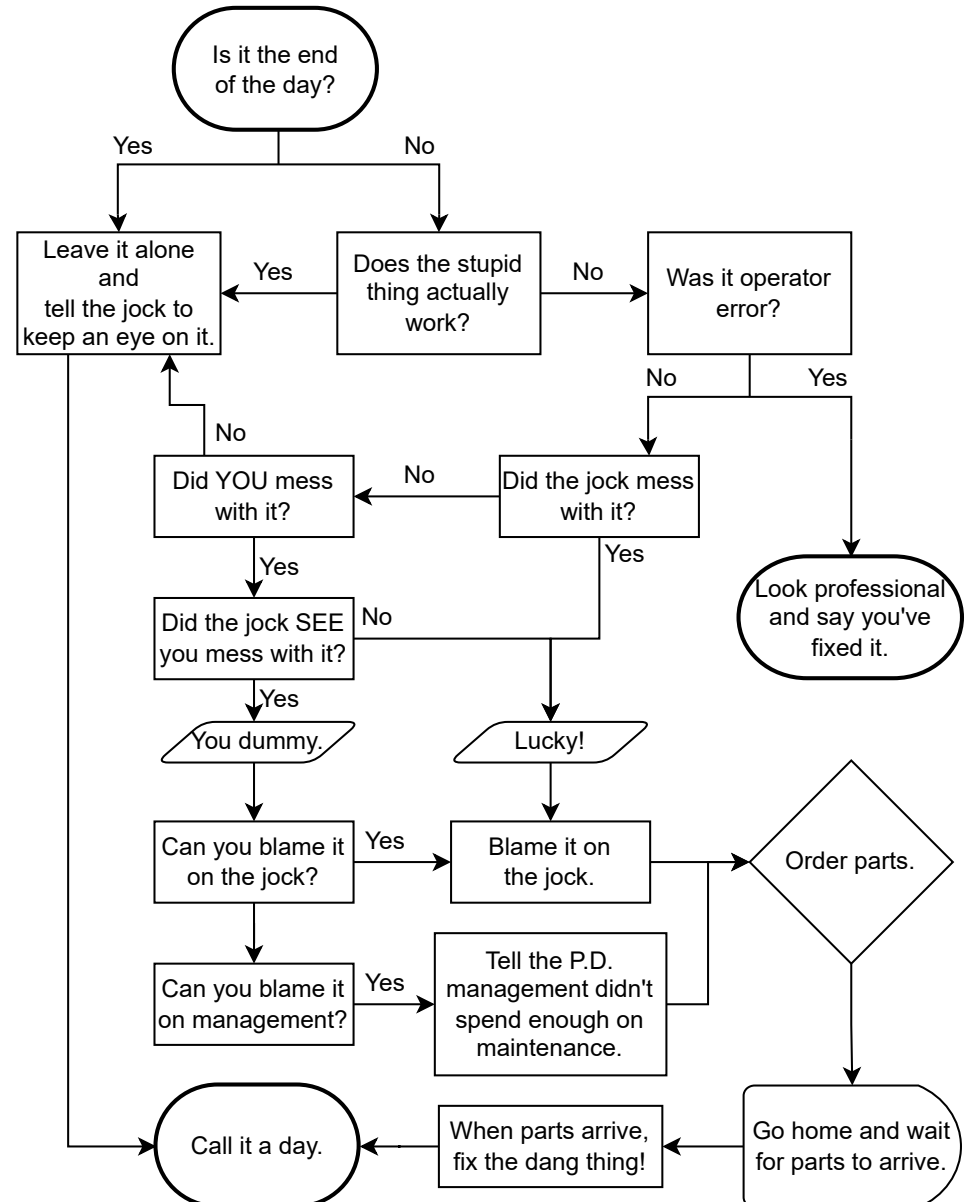 Is it the end
of the day?
Yes
No
Leave it alone
and
tell the jock to
keep an eye on it.
Yes
Does the stupid
thing actually
work?
No
Was it operator
error?
No
Yes
No
Did YOU mess
with it?
No
Did the jock mess
with it?
Yes
Yes
Look professional
and say you've
fixed it.
Did the jock SEE
you mess with it?
No
Yes
You dummy.
Lucky!
Can you blame it
on the jock?
Yes
Blame it on
the jock.
Order parts.
Can you blame it
on management?
Yes
Tell the P.D.
management didn't
spend enough on
maintenance.
Call it a day.
When parts arrive,
fix the dang thing!
Go home and wait
for parts to arrive.